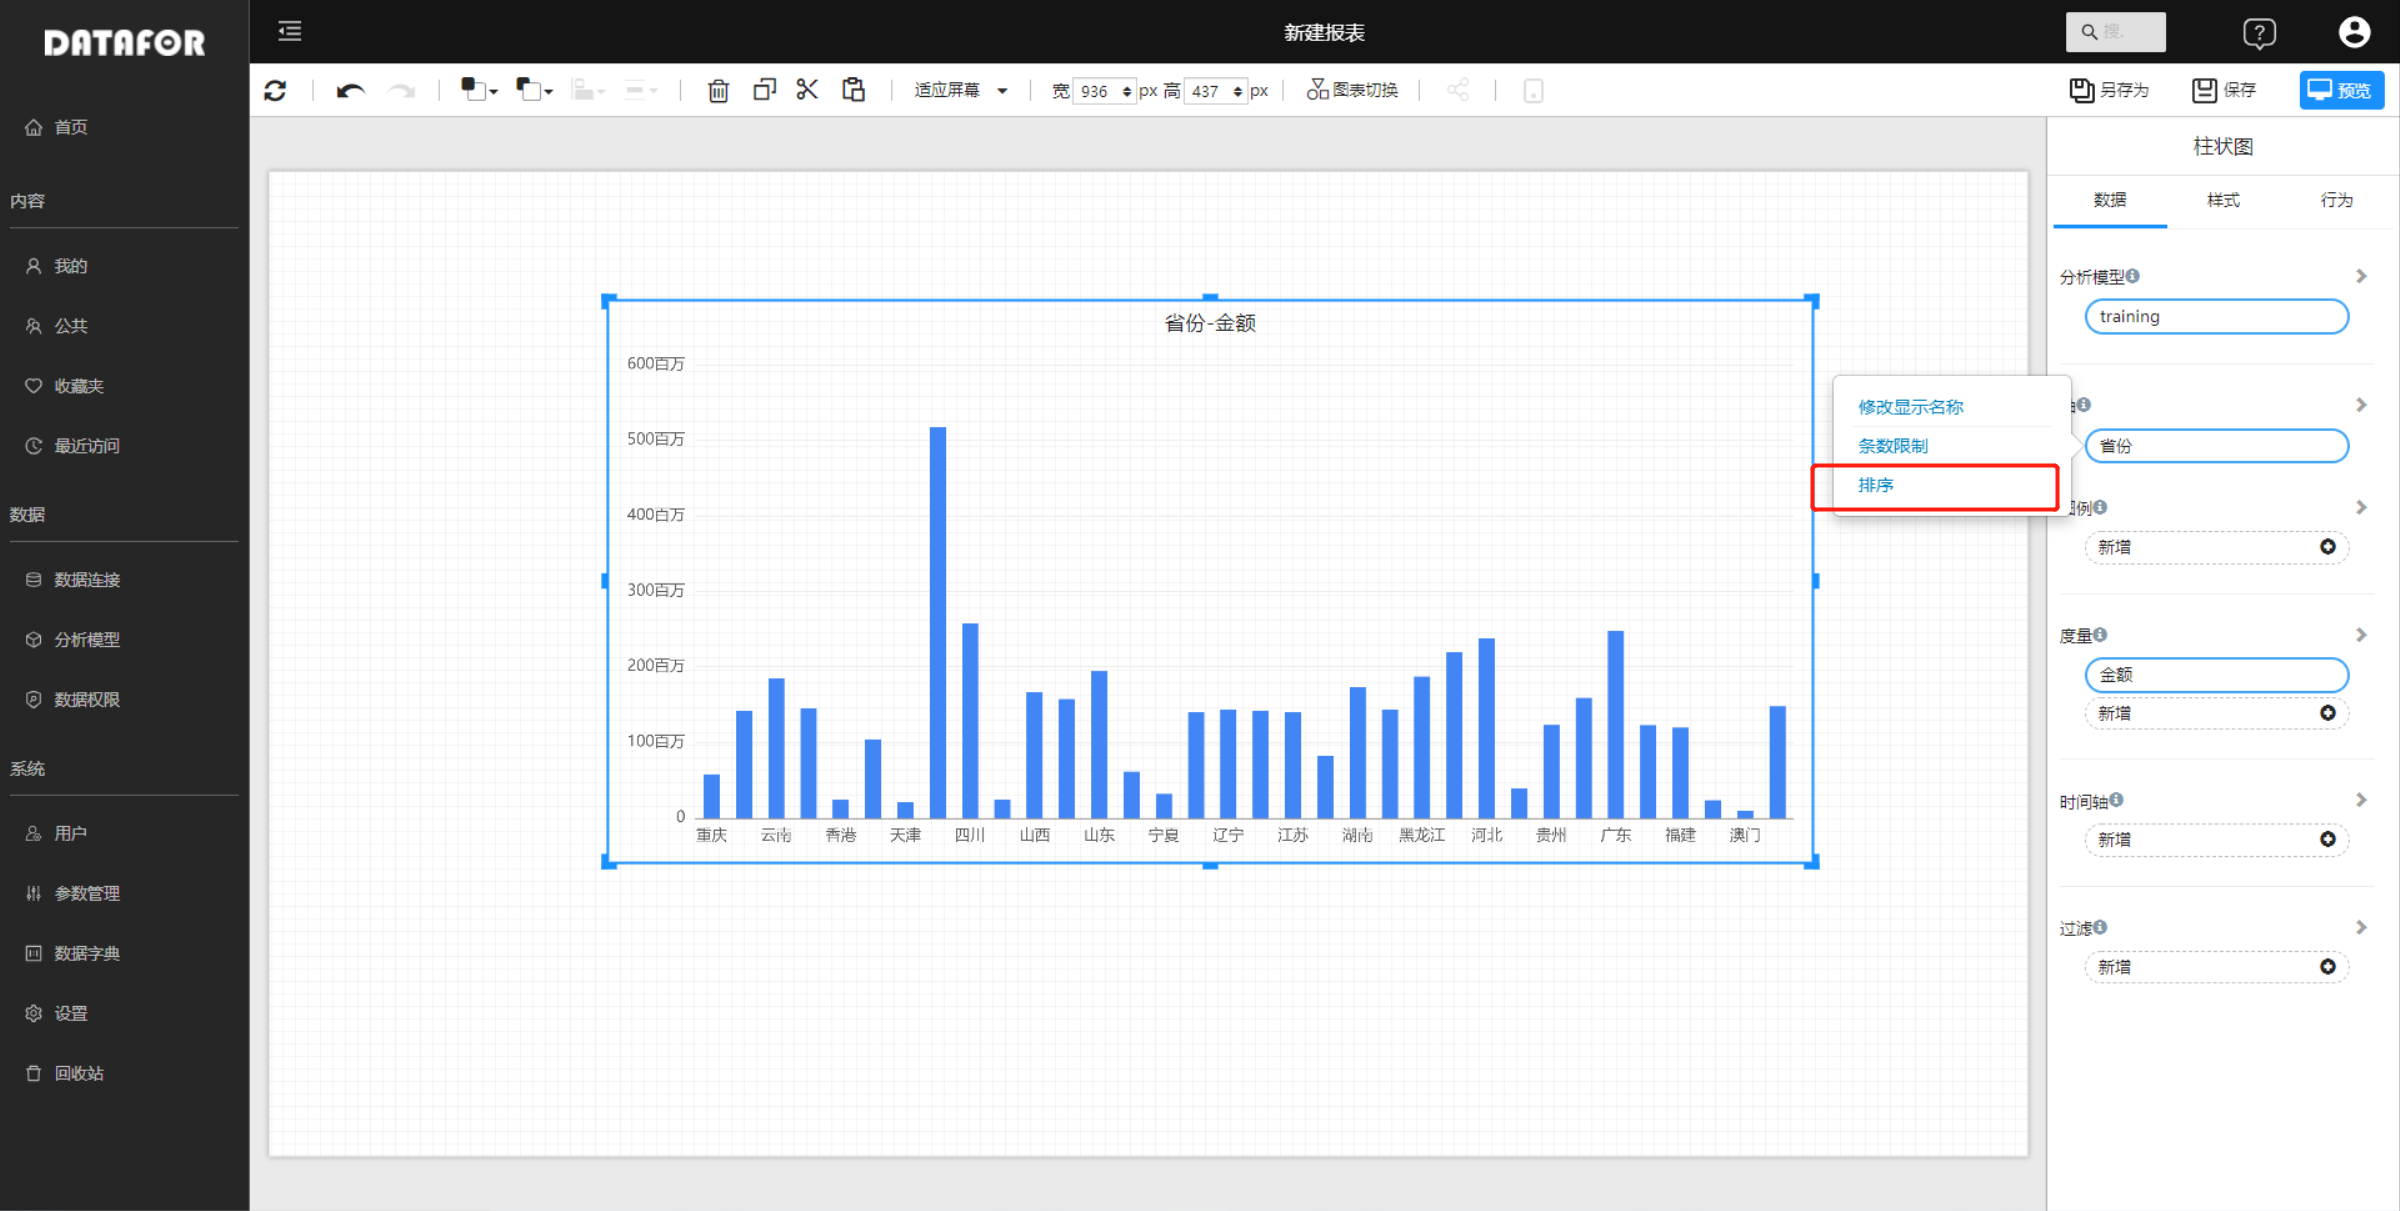 DATAFOR
新建报表
搜.
适应屏幕
宽 936 px 高 437 px
图表切换
另存为
保存
预览
首页
内容
我的
公共
收藏夹
最近访问
数据
数据连接
分析模型
数据权限
系统
用户
参数管理
数据字典
设置
回收站
省份-金额
600百万
500百万
400百万
300百万
200百万
100百万
0
重庆 云南 香港 天津 四川 山西 山东 宁夏 辽宁 江苏 湖南 黑龙江 河北 贵州 广东 福建 澳门
修改显示名称
条数限制
排序
柱状图
数据 样式 行为
分析模型
training
省份
例
新增
度量
金额
新增
时间轴
新增
过滤
新增